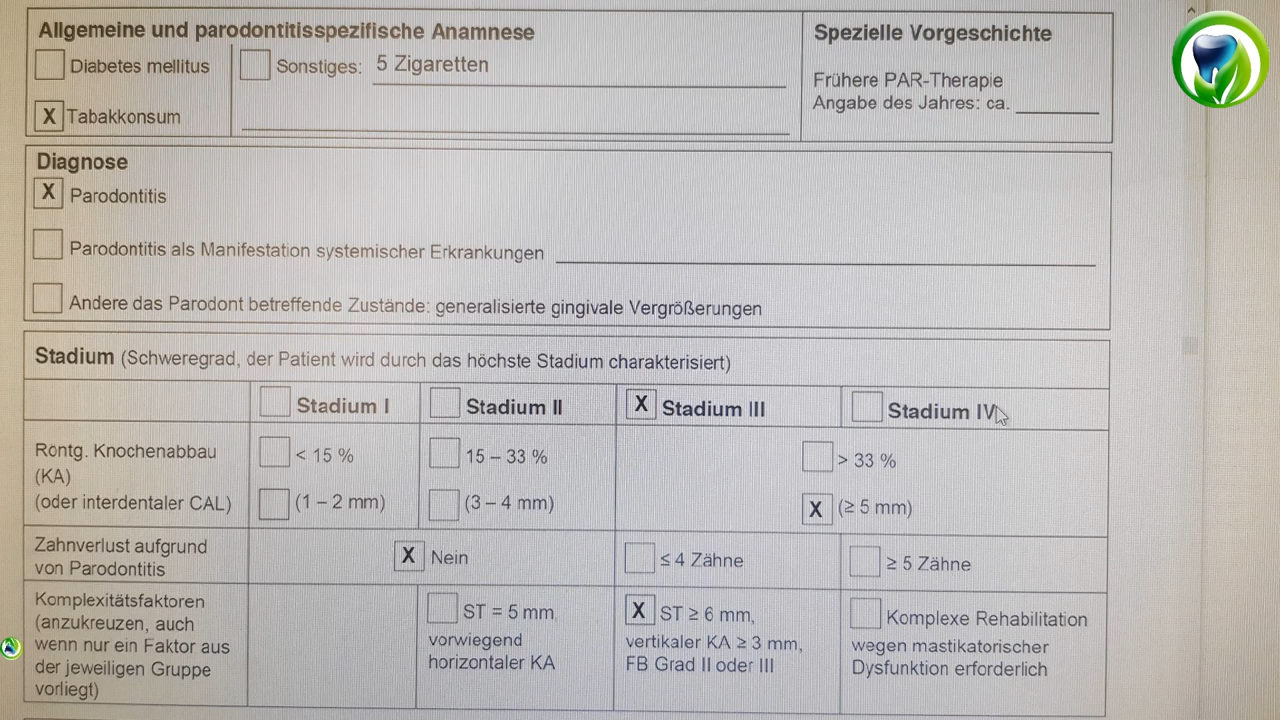 Allgemeine und parodontitisspezifische Anamnese
Diabetes mellitus
Sonstiges: 5 Zigaretten
X Tabakkonsum
Spezielle Vorgeschichte
Frühere PAR-Therapie
Angabe des Jahres: ca.
Diagnose
X Parodontitis
Parodontitis als Manifestation systemischer Erkrankungen
Andere das Parodont betreffende Zustände: generalisierte gingivale Vergrößerungen
Stadium (Schweregrad, der Patient wird durch das höchste Stadium charakterisiert)
Stadium I
Stadium II
X Stadium III
Stadium IV
Röntg. Knochenabbau
(KA)
(oder interdentaler CAL)
< 15 %
15 – 33 %
> 33 %
(1 – 2 mm)
(3 – 4 mm)
X (≥ 5 mm)
Zahnverlust aufgrund
von Parodontitis
X Nein
≤ 4 Zähne
≥ 5 Zähne
Komplexitätsfaktoren
(anzukreuzen, auch
wenn nur ein Faktor aus
der jeweiligen Gruppe
vorliegt)
ST = 5 mm,
vorwiegend
horizontaler KA
X ST ≥ 6 mm,
vertikaler KA ≥ 3 mm,
FB Grad II oder III
Komplexe Rehabilitation
wegen mastikatorischer
Dysfunktion erforderlich